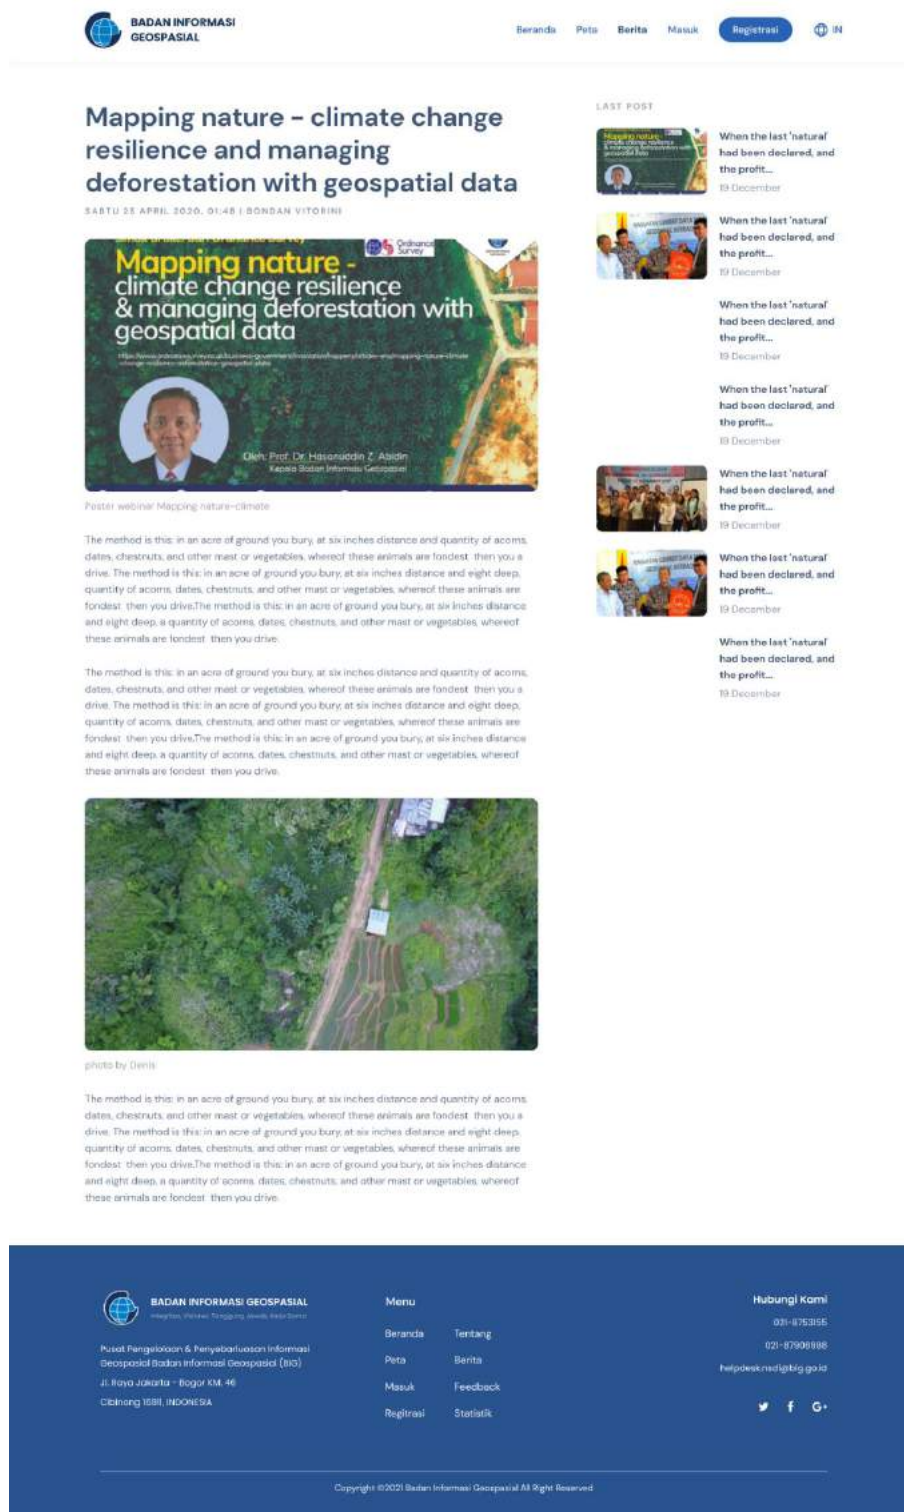 BADAN INFORMASI
GEOSPASIAL
Beranda Peta Berita Masuk Registrasi IN
Mapping nature – climate change
resilience and managing
deforestation with geospatial data
SABTU 25 APRIL 2020, 01:48 | BONDAN VITORINI
Ordnance
Survey
Mapping nature -
climate change resilience
& managing deforestation with
geospatial data
Oleh: Prof. Dr. Hasanuddin Z. Abidin
Kepala Badan Informasi Geospasial
Poster webinar Mapping nature-climate
The method is this: in an acre of ground you bury, at six inches distance and quantity of acorns,
dates, chestnuts, and other mast or vegetables, whereof these animals are fondest then you a
drive. The method is this: in an acre of ground you bury, at six inches distance and eight deep,
quantity of acorns, dates, chestnuts, and other mast or vegetables, whereof these animals are
fondest then you drive.The method is this: in an acre of ground you bury, at six inches distance
and eight deep, a quantity of acorns, dates, chestnuts, and other mast or vegetables, whereof
these animals are fondest then you drive.
The method is this: in an acre of ground you bury, at six inches distance and quantity of acorns,
dates, chestnuts, and other mast or vegetables, whereof these animals are fondest then you a
drive. The method is this: in an acre of ground you bury, at six inches distance and eight deep,
quantity of acorns, dates, chestnuts, and other mast or vegetables, whereof these animals are
fondest then you drive.The method is this: in an acre of ground you bury, at six inches distance
and eight deep, a quantity of acorns, dates, chestnuts, and other mast or vegetables, whereof
these animals are fondest then you drive.
photo by Denis
The method is this: in an acre of ground you bury, at six inches distance and quantity of acorns,
dates, chestnuts, and other mast or vegetables, whereof these animals are fondest then you a
drive. The method is this: in an acre of ground you bury, at six inches distance and eight deep,
quantity of acorns, dates, chestnuts, and other mast or vegetables, whereof these animals are
fondest then you drive.The method is this: in an acre of ground you bury, at six inches distance
and eight deep, a quantity of acorns, dates, chestnuts, and other mast or vegetables, whereof
these animals are fondest then you drive.
LAST POST
Mapping nature -
climate change resilience
& managing deforestation with
geospatial data
When the last 'natural'
had been declared, and
the profit...
19 December
When the last 'natural'
had been declared, and
the profit...
19 December
When the last 'natural'
had been declared, and
the profit...
19 December
When the last 'natural'
had been declared, and
the profit...
19 December
When the last 'natural'
had been declared, and
the profit...
19 December
When the last 'natural'
had been declared, and
the profit...
19 December
When the last 'natural'
had been declared, and
the profit...
19 December
BADAN INFORMASI GEOSPASIAL
Pusat Pengelolaan & Penyebarluasan Informasi
Geospasial Badan Informasi Geospasial (BIG)
Jl. Raya Jakarta - Bogor KM. 46
Cibinong 16911, INDONESIA
Menu
Beranda Tentang
Peta Berita
Masuk Feedback
Regitrasi Statistik
Hubungi Kami
021-8753155
021-87908988
helpdesk.nsdi@big.go.id
Copyright ©2021 Badan Informasi Geospasial All Right Reserved